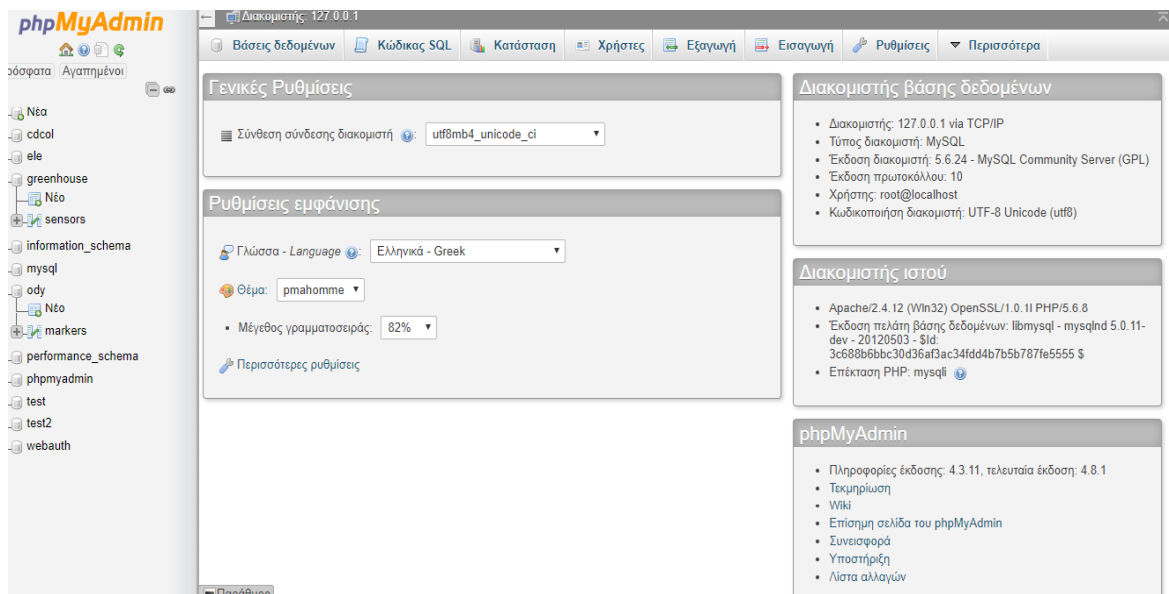 phpMyAdmin
Αγαπημένοι
Νέα
cdcol
ele
greenhouse
Νέο
sensors
information_schema
mysql
ody
Νέο
markers
performance_schema
phpmyadmin
test
test2
webauth
Διακομιστής: 127.0.0.1
Βάσεις δεδομένων Κώδικας SQL Κατάσταση Χρήστες Εξαγωγή Εισαγωγή Ρυθμίσεις Περισσότερα
Γενικές Ρυθμίσεις
Σύνθεση σύνδεσης διακομιστή : utf8mb4_unicode_ci
Ρυθμίσεις εμφάνισης
Γλώσσα - Language : Ελληνικά - Greek
Θέμα: pmahomme
• Μέγεθος γραμματοσειράς: 82%
Περισσότερες ρυθμίσεις
Διακομιστής βάσης δεδομένων
• Διακομιστής: 127.0.0.1 via TCP/IP
• Τύπος διακομιστή: MySQL
• Έκδοση διακομιστή: 5.6.24 - MySQL Community Server (GPL)
• Έκδοση πρωτοκόλλου: 10
• Χρήστης: root@localhost
• Κωδικοποίηση διακομιστή: UTF-8 Unicode (utf8)
Διακομιστής ιστού
• Apache/2.4.12 (Win32) OpenSSL/1.0.1l PHP/5.6.8
• Έκδοση πελάτη βάσης δεδομένων: libmysql - mysqlnd 5.0.11-
dev - 20120503 - $Id:
3c688b6bbc30d36af3ac34fdd4b7b5b787fe5555 $
• Επέκταση PHP: mysqli
phpMyAdmin
• Πληροφορίες έκδοσης: 4.3.11, τελευταία έκδοση: 4.8.1
• Τεκμηρίωση
• Wiki
• Επίσημη σελίδα του phpMyAdmin
• Συνεισφορά
• Υποστήριξη
• Λίστα αλλαγών